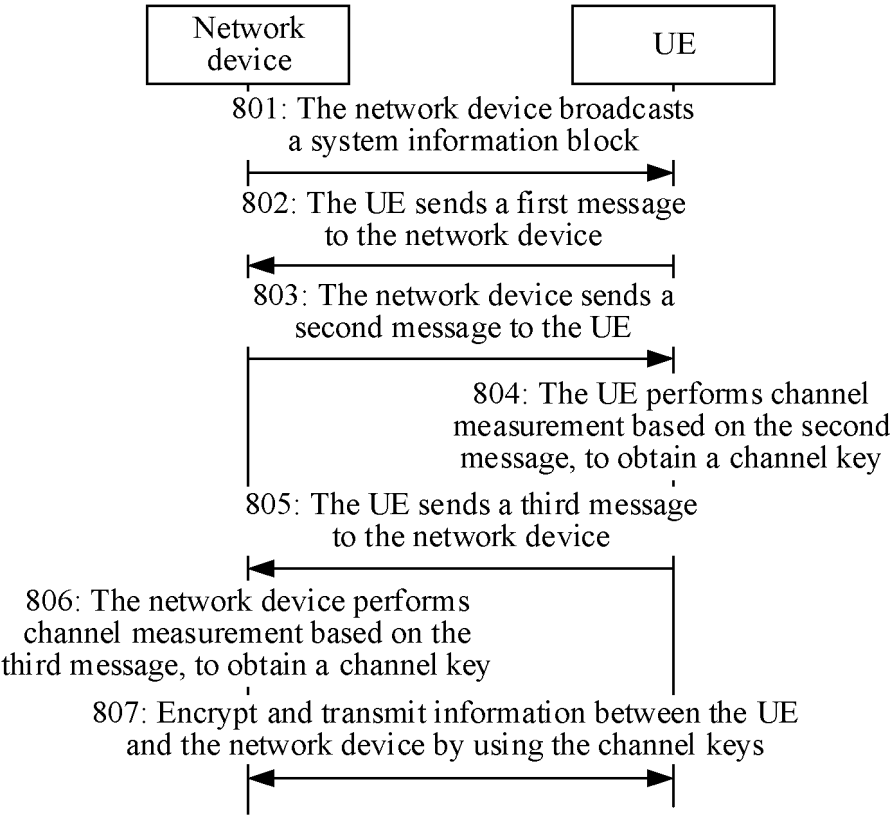 Network
device
UE
801: The network device broadcasts
a system information block
802: The UE sends a first message
to the network device
803: The network device sends a
second message to the UE
804: The UE performs channel
measurement based on the second
message, to obtain a channel key
805: The UE sends a third message
to the network device
806: The network device performs
channel measurement based on the
third message, to obtain a channel key
807: Encrypt and transmit information between the UE
and the network device by using the channel keys